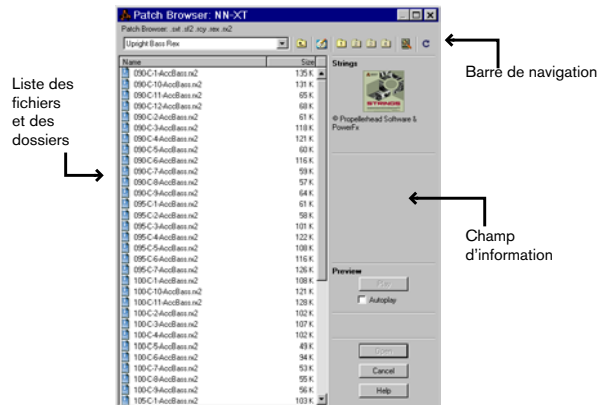 Patch Browser: NN-XT
Patch Browser: .sxt .sf2 .rcy .rex .rx2
Upright Bass Rex
Barre de navigation
Name Size
Strings
090-C-1-AccBass.rx2 135 K
090-C-10-AccBass.rx2 131 K
090-C-11-AccBass.rx2 65 K
090-C-12-AccBass.rx2 68 K
090-C-2-AccBass.rx2 61 K
090-C-3-AccBass.rx2 118 K
090-C-4-AccBass.rx2 121 K
090-C-5-AccBass.rx2 60 K
090-C-6-AccBass.rx2 116 K
090-C-7-AccBass.rx2 59 K
090-C-8-AccBass.rx2 57 K
090-C-9-AccBass.rx2 64 K
095-C-1-AccBass.rx2 61 K
095-C-2-AccBass.rx2 58 K
095-C-3-AccBass.rx2 101 K
095-C-4-AccBass.rx2 122 K
095-C-5-AccBass.rx2 108 K
095-C-6-AccBass.rx2 116 K
095-C-7-AccBass.rx2 126 K
100-C-1-AccBass.rx2 108 K
100-C-10-AccBass.rx2 121 K
100-C-11-AccBass.rx2 128 K
100-C-2-AccBass.rx2 102 K
100-C-3-AccBass.rx2 107 K
100-C-4-AccBass.rx2 102 K
100-C-5-AccBass.rx2 49 K
100-C-6-AccBass.rx2 94 K
100-C-7-AccBass.rx2 53 K
100-C-8-AccBass.rx2 55 K
100-C-9-AccBass.rx2 56 K
105-C-1-AccBass.rx2 103 K
STRINGS
© Propellerhead Software &
PowerFx
Preview
Play
Autoplay
Open
Cancel
Help
Liste des
fichiers
et des
dossiers
Champ
d'information